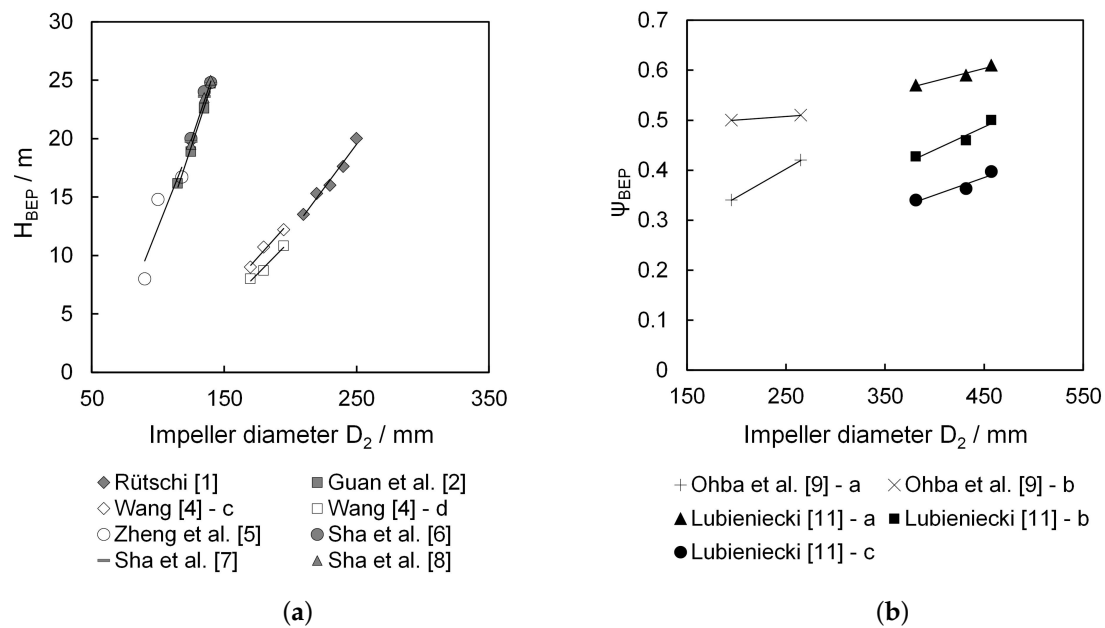 30
25
20
15
10
5
0
H_BEP / m
50 150 250 350
Impeller diameter D₂ / mm
Rütschi [1] Guan et al. [2]
Wang [4] - c Wang [4] - d
Zheng et al. [5] Sha et al. [6]
Sha et al. [7] Sha et al. [8]
(a)
0.7
0.6
0.5
0.4
0.3
0.2
0.1
0
ψ_BEP
150 250 350 450 550
Impeller diameter D₂ / mm
Ohba et al. [9] - a Ohba et al. [9] - b
Lubieniecki [11] - a Lubieniecki [11] - b
Lubieniecki [11] - c
(b)